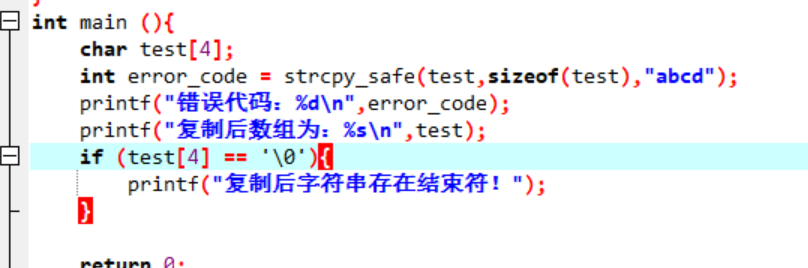 int main (){
char test[4];
int error_code = strcpy_safe(test,sizeof(test),"abcd");
printf("错误代码：%d\n",error_code);
printf("复制后数组为：%s\n",test);
if (test[4] == '\0'){
printf("复制后字符串存在结束符！");
}
return 0;